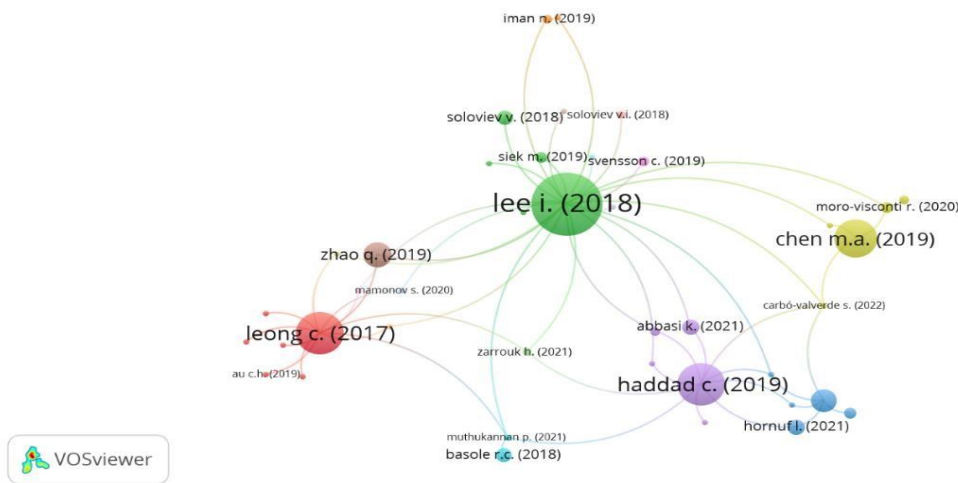 iman n. (2019)
soloviev v. (2018)
soloviev v.i. (2018)
siek m. (2019)
svensson c. (2019)
lee i. (2018)
moro-visconti r. (2020)
chen m.a. (2019)
zhao q. (2019)
mamonov s. (2020)
carbó-valverde s. (2022)
leong c. (2017)
abbasi k. (2021)
zarrouk h. (2021)
au c.h. (2019)
haddad c. (2019)
hornuf l. (2021)
muthukannan p. (2021)
basole r.c. (2018)
VOSviewer